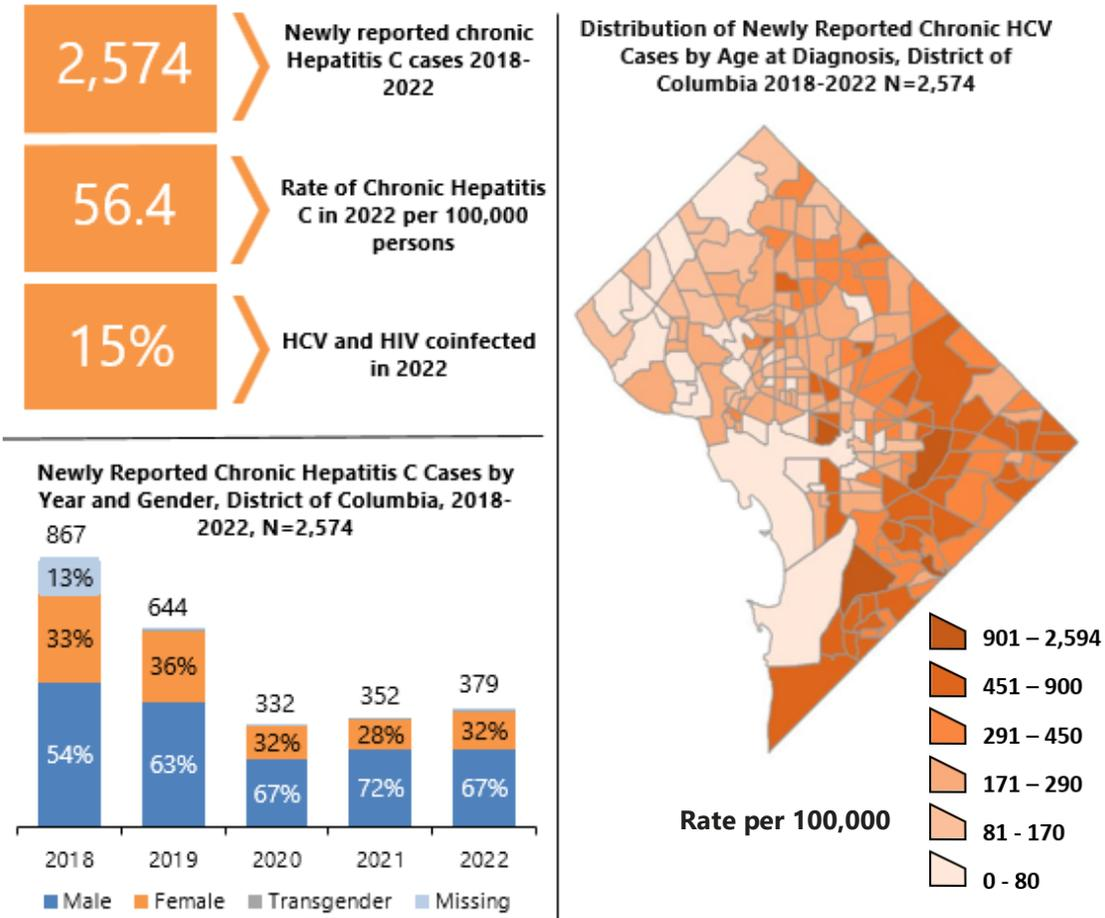 2,574
Newly reported chronic
Hepatitis C cases 2018-
2022
56.4
Rate of Chronic Hepatitis
C in 2022 per 100,000
persons
15%
HCV and HIV coinfected
in 2022
Newly Reported Chronic Hepatitis C Cases by
Year and Gender, District of Columbia, 2018-
2022, N=2,574
867
13%
33%
54%
644
36%
63%
332
32%
67%
352
28%
72%
379
32%
67%
2018 2019 2020 2021 2022
Male Female Transgender Missing
Distribution of Newly Reported Chronic HCV
Cases by Age at Diagnosis, District of
Columbia 2018-2022 N=2,574
901 – 2,594
451 – 900
291 – 450
171 – 290
81 - 170
0 - 80
Rate per 100,000